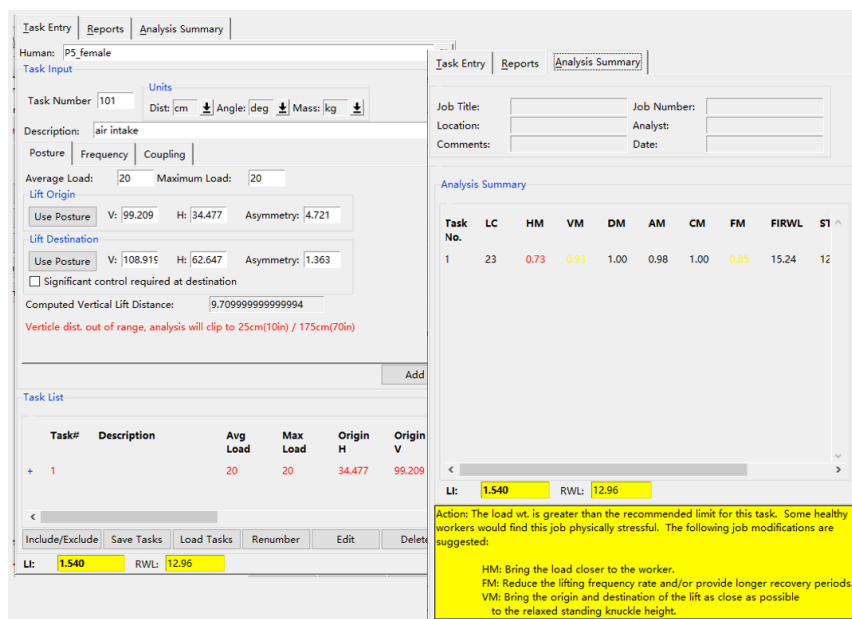 Task Entry Reports Analysis Summary
Human: P5_female
Task Input
Units
Task Number 101 Dist: cm Angle: deg Mass: kg
Description: air intake
Posture Frequency Coupling
Average Load: 20 Maximum Load: 20
Lift Origin
Use Posture V: 99.209 H: 34.477 Asymmetry: 4.721
Lift Destination
Use Posture V: 108.919 H: 62.647 Asymmetry: 1.363
Significant control required at destination
Computed Vertical Lift Distance: 9.709999999999994
Verticle dist. out of range, analysis will clip to 25cm(10in) / 175cm(70in)
Add
Task List
Task# Description Avg Load Max Load Origin H Origin V
+ 1 20 20 34.477 99.209
Include/Exclude Save Tasks Load Tasks Renumber Edit Delete
LI: 1.540 RWL: 12.96
Task Entry Reports Analysis Summary
Job Title: Job Number:
Location: Analyst:
Comments: Date:
Analysis Summary
Task No. LC HM VM DM AM CM FM FIRWL
1 23 0.73 0.93 1.00 0.98 1.00 0.85 15.24 12
LI: 1.540 RWL: 12.96
Action: The load wt. is greater than the recommended limit for this task. Some healthy
workers would find this job physically stressful. The following job modifications are
suggested:
HM: Bring the load closer to the worker.
FM: Reduce the lifting frequency rate and/or provide longer recovery periods.
VM: Bring the origin and destination of the lift as close as possible
to the relaxed standing knuckle height.